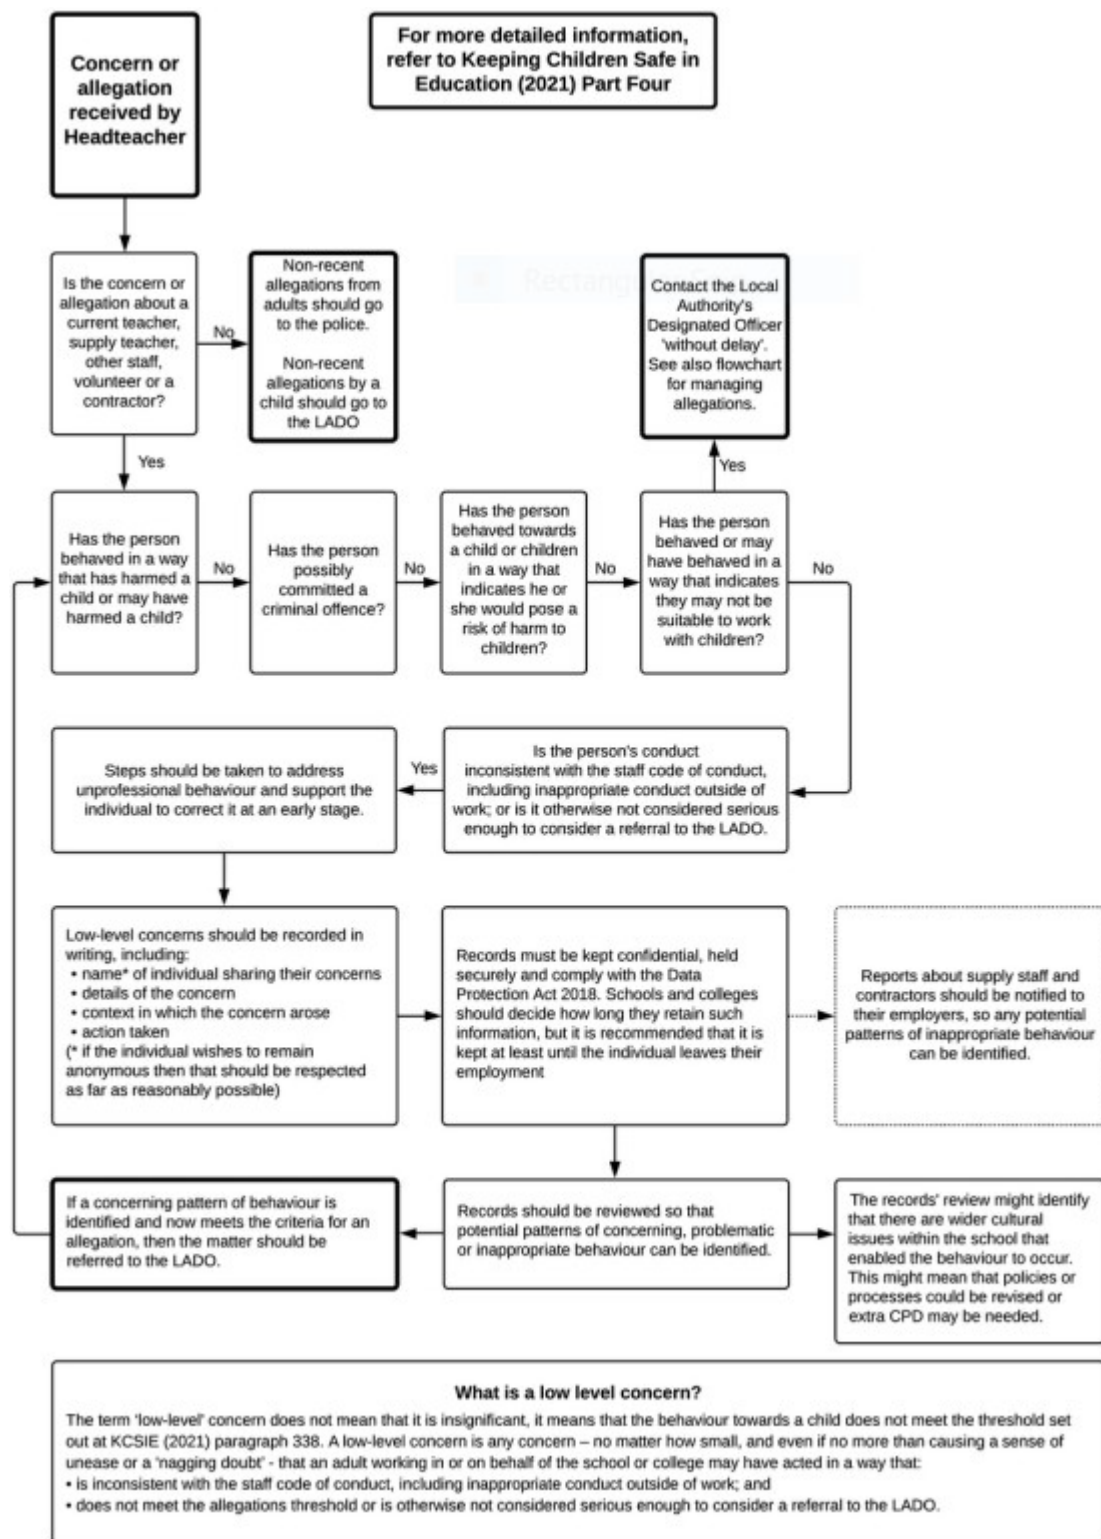 Concern or
allegation
received by
Headteacher
For more detailed information,
refer to Keeping Children Safe in
Education (2021) Part Four
Is the concern or
allegation about a
current teacher,
supply teacher,
other staff,
volunteer or a
contractor?
No
Non-recent
allegations from
adults should go
to the police.
Non-recent
allegations by a
child should go to
the LADO
Contact the Local
Authority's
Designated Officer
'without delay'.
See also flowchart
for managing
allegations.
Yes
Yes
Has the person
behaved in a way
that has harmed a
child or may have
harmed a child?
No
Has the person
possibly
committed a
criminal offence?
No
Has the person
behaved towards
a child or children
in a way that
indicates he or
she would pose a
risk of harm to
children?
No
Has the person
behaved or may
have behaved in a
way that indicates
they may not be
suitable to work
with children?
No
Steps should be taken to address
unprofessional behaviour and support the
individual to correct it at an early stage.
Yes
Is the person's conduct
inconsistent with the staff code of conduct,
including inappropriate conduct outside of
work; or is it otherwise not considered serious
enough to consider a referral to the LADO.
Low-level concerns should be recorded in
writing, including:
• name* of individual sharing their concerns
• details of the concern
• context in which the concern arose
• action taken
(* if the individual wishes to remain
anonymous then that should be respected
as far as reasonably possible)
Records must be kept confidential, held
securely and comply with the Data
Protection Act 2018. Schools and colleges
should decide how long they retain such
information, but it is recommended that it is
kept at least until the individual leaves their
employment
Reports about supply staff and
contractors should be notified to
their employers, so any potential
patterns of inappropriate behaviour
can be identified.
If a concerning pattern of behaviour is
identified and now meets the criteria for an
allegation, then the matter should be
referred to the LADO.
Records should be reviewed so that
potential patterns of concerning, problematic
or inappropriate behaviour can be identified.
The records' review might identify
that there are wider cultural
issues within the school that
enabled the behaviour to occur.
This might mean that policies or
processes could be revised or
extra CPD may be needed.
What is a low level concern?
The term 'low-level' concern does not mean that it is insignificant, it means that the behaviour towards a child does not meet the threshold set
out at KCSIE (2021) paragraph 338. A low-level concern is any concern – no matter how small, and even if no more than causing a sense of
unease or a 'nagging doubt' - that an adult working in or on behalf of the school or college may have acted in a way that:
• is inconsistent with the staff code of conduct, including inappropriate conduct outside of work; and
• does not meet the allegations threshold or is otherwise not considered serious enough to consider a referral to the LADO.